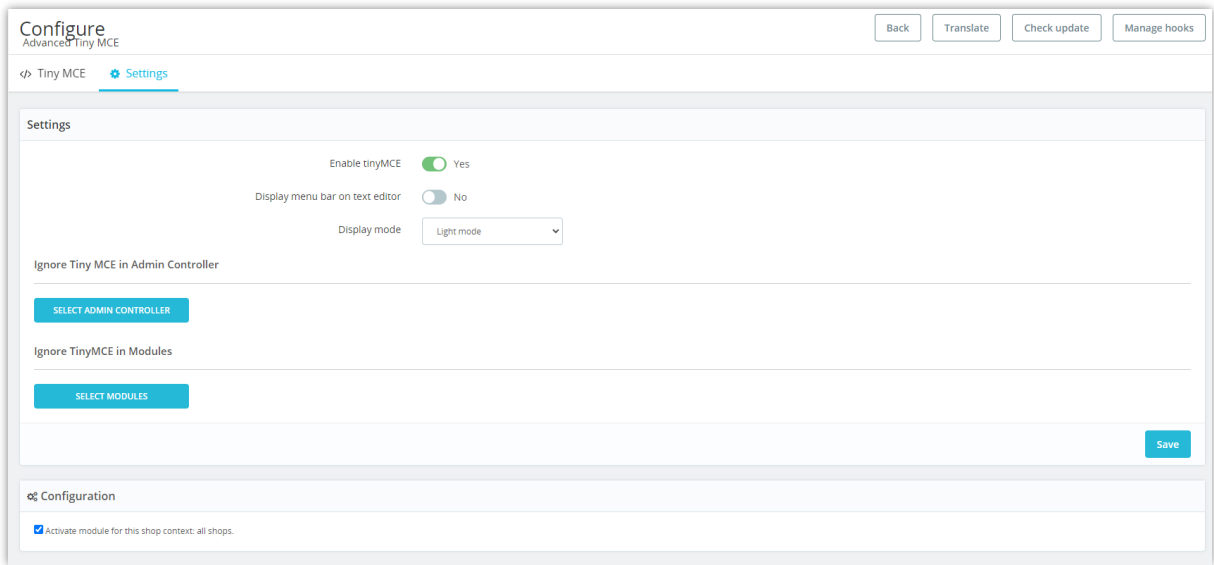 Configure
Advanced Tiny MCE
Back Translate Check update Manage hooks
</> Tiny MCE Settings
Settings
Enable tinyMCE Yes
Display menu bar on text editor No
Display mode Light mode
Ignore Tiny MCE in Admin Controller
SELECT ADMIN CONTROLLER
Ignore TinyMCE in Modules
SELECT MODULES
Save
Configuration
Activate module for this shop context: all shops.